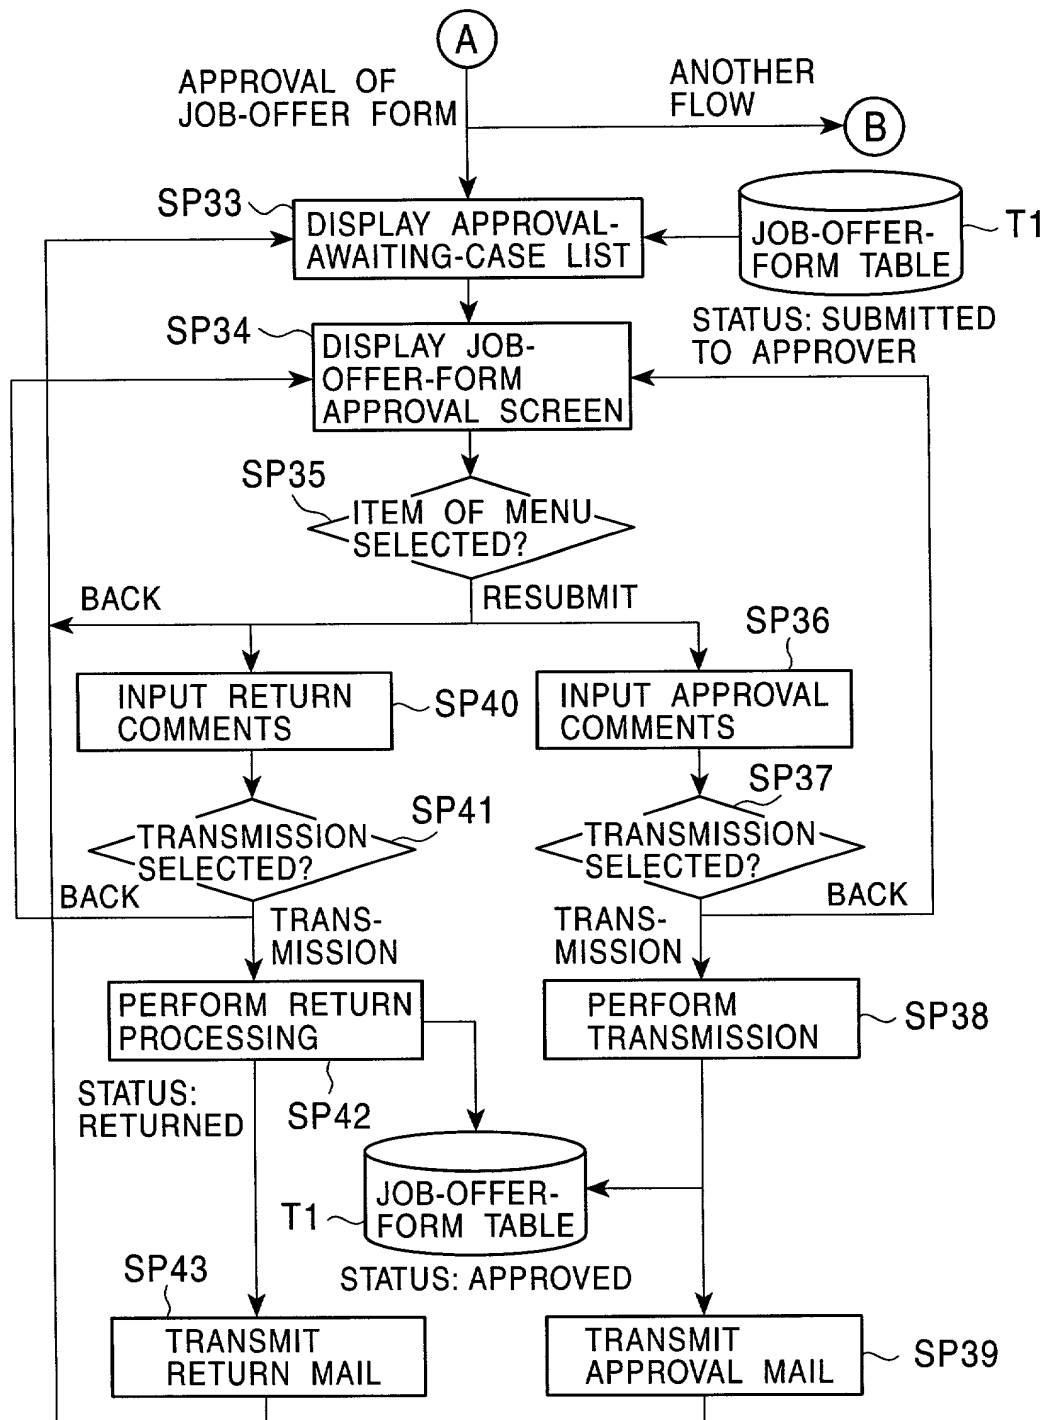 A
APPROVAL OF
JOB-OFFER FORM
ANOTHER
FLOW
B
SP33
DISPLAY APPROVAL-
AWAITING-CASE LIST
JOB-OFFER-
FORM TABLE
T1
STATUS: SUBMITTED
TO APPROVER
SP34
DISPLAY JOB-
OFFER-FORM
APPROVAL SCREEN
SP35
ITEM OF MENU
SELECTED?
BACK
RESUBMIT
SP36
INPUT RETURN
COMMENTS
SP40
INPUT APPROVAL
COMMENTS
SP37
SP41
TRANSMISSION
SELECTED?
TRANSMISSION
SELECTED?
BACK
TRANS-
MISSION
TRANS-
MISSION
BACK
PERFORM RETURN
PROCESSING
PERFORM
TRANSMISSION
SP38
STATUS:
RETURNED
SP42
T1
JOB-OFFER-
FORM TABLE
STATUS: APPROVED
SP43
TRANSMIT
RETURN MAIL
TRANSMIT
APPROVAL MAIL
SP39